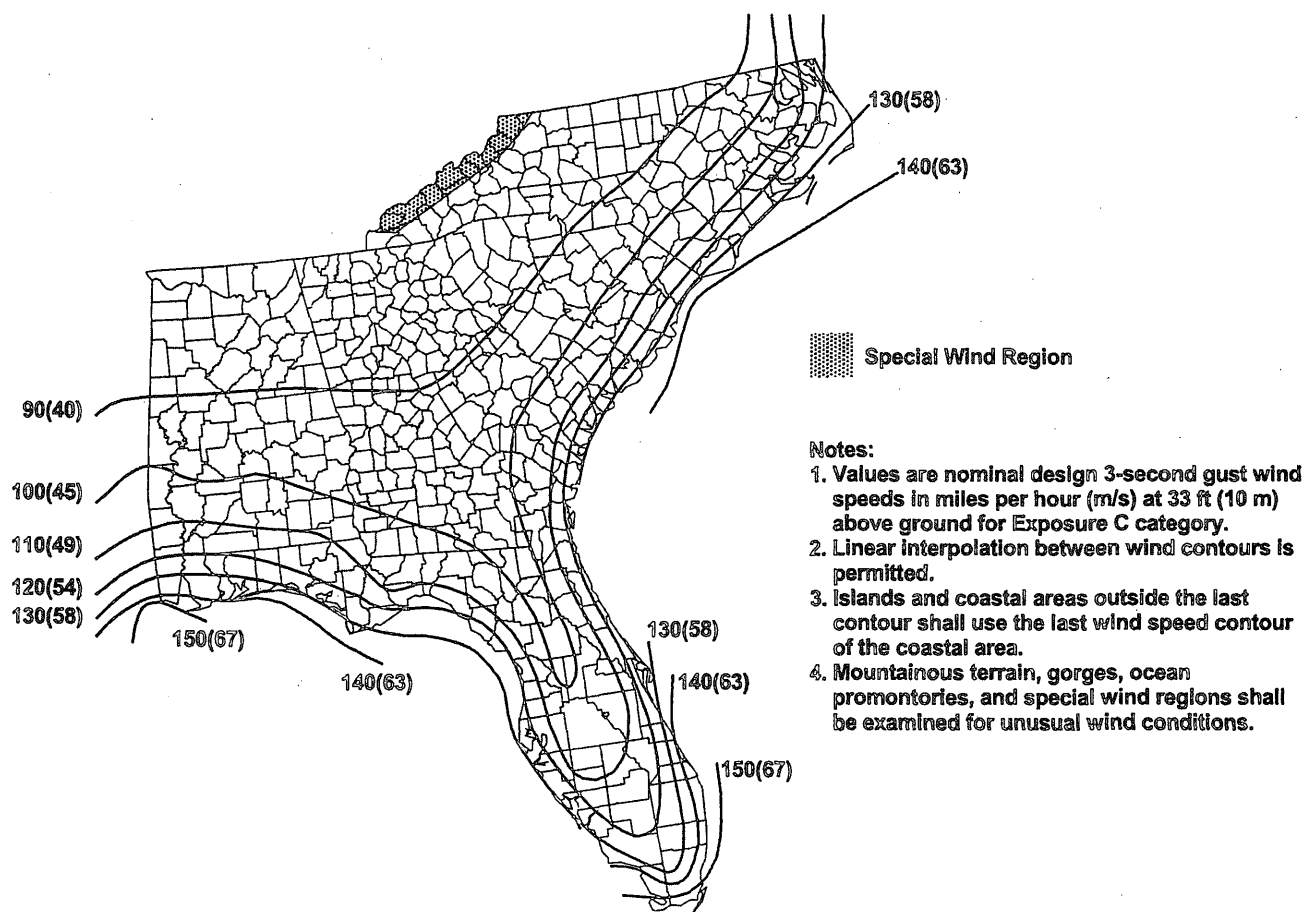 130(58)
140(63)
Special Wind Region
90(40)
100(45)
110(49)
120(54)
130(58)
150(67)
140(63)
130(58)
140(63)
150(67)
Notes:
1. Values are nominal design 3-second gust wind
speeds in miles per hour (m/s) at 33 ft (10 m)
above ground for Exposure C category.
2. Linear interpolation between wind contours is
permitted.
3. Islands and coastal areas outside the last
contour shall use the last wind speed contour
of the coastal area.
4. Mountainous terrain, gorges, ocean
promontories, and special wind regions shall
be examined for unusual wind conditions.